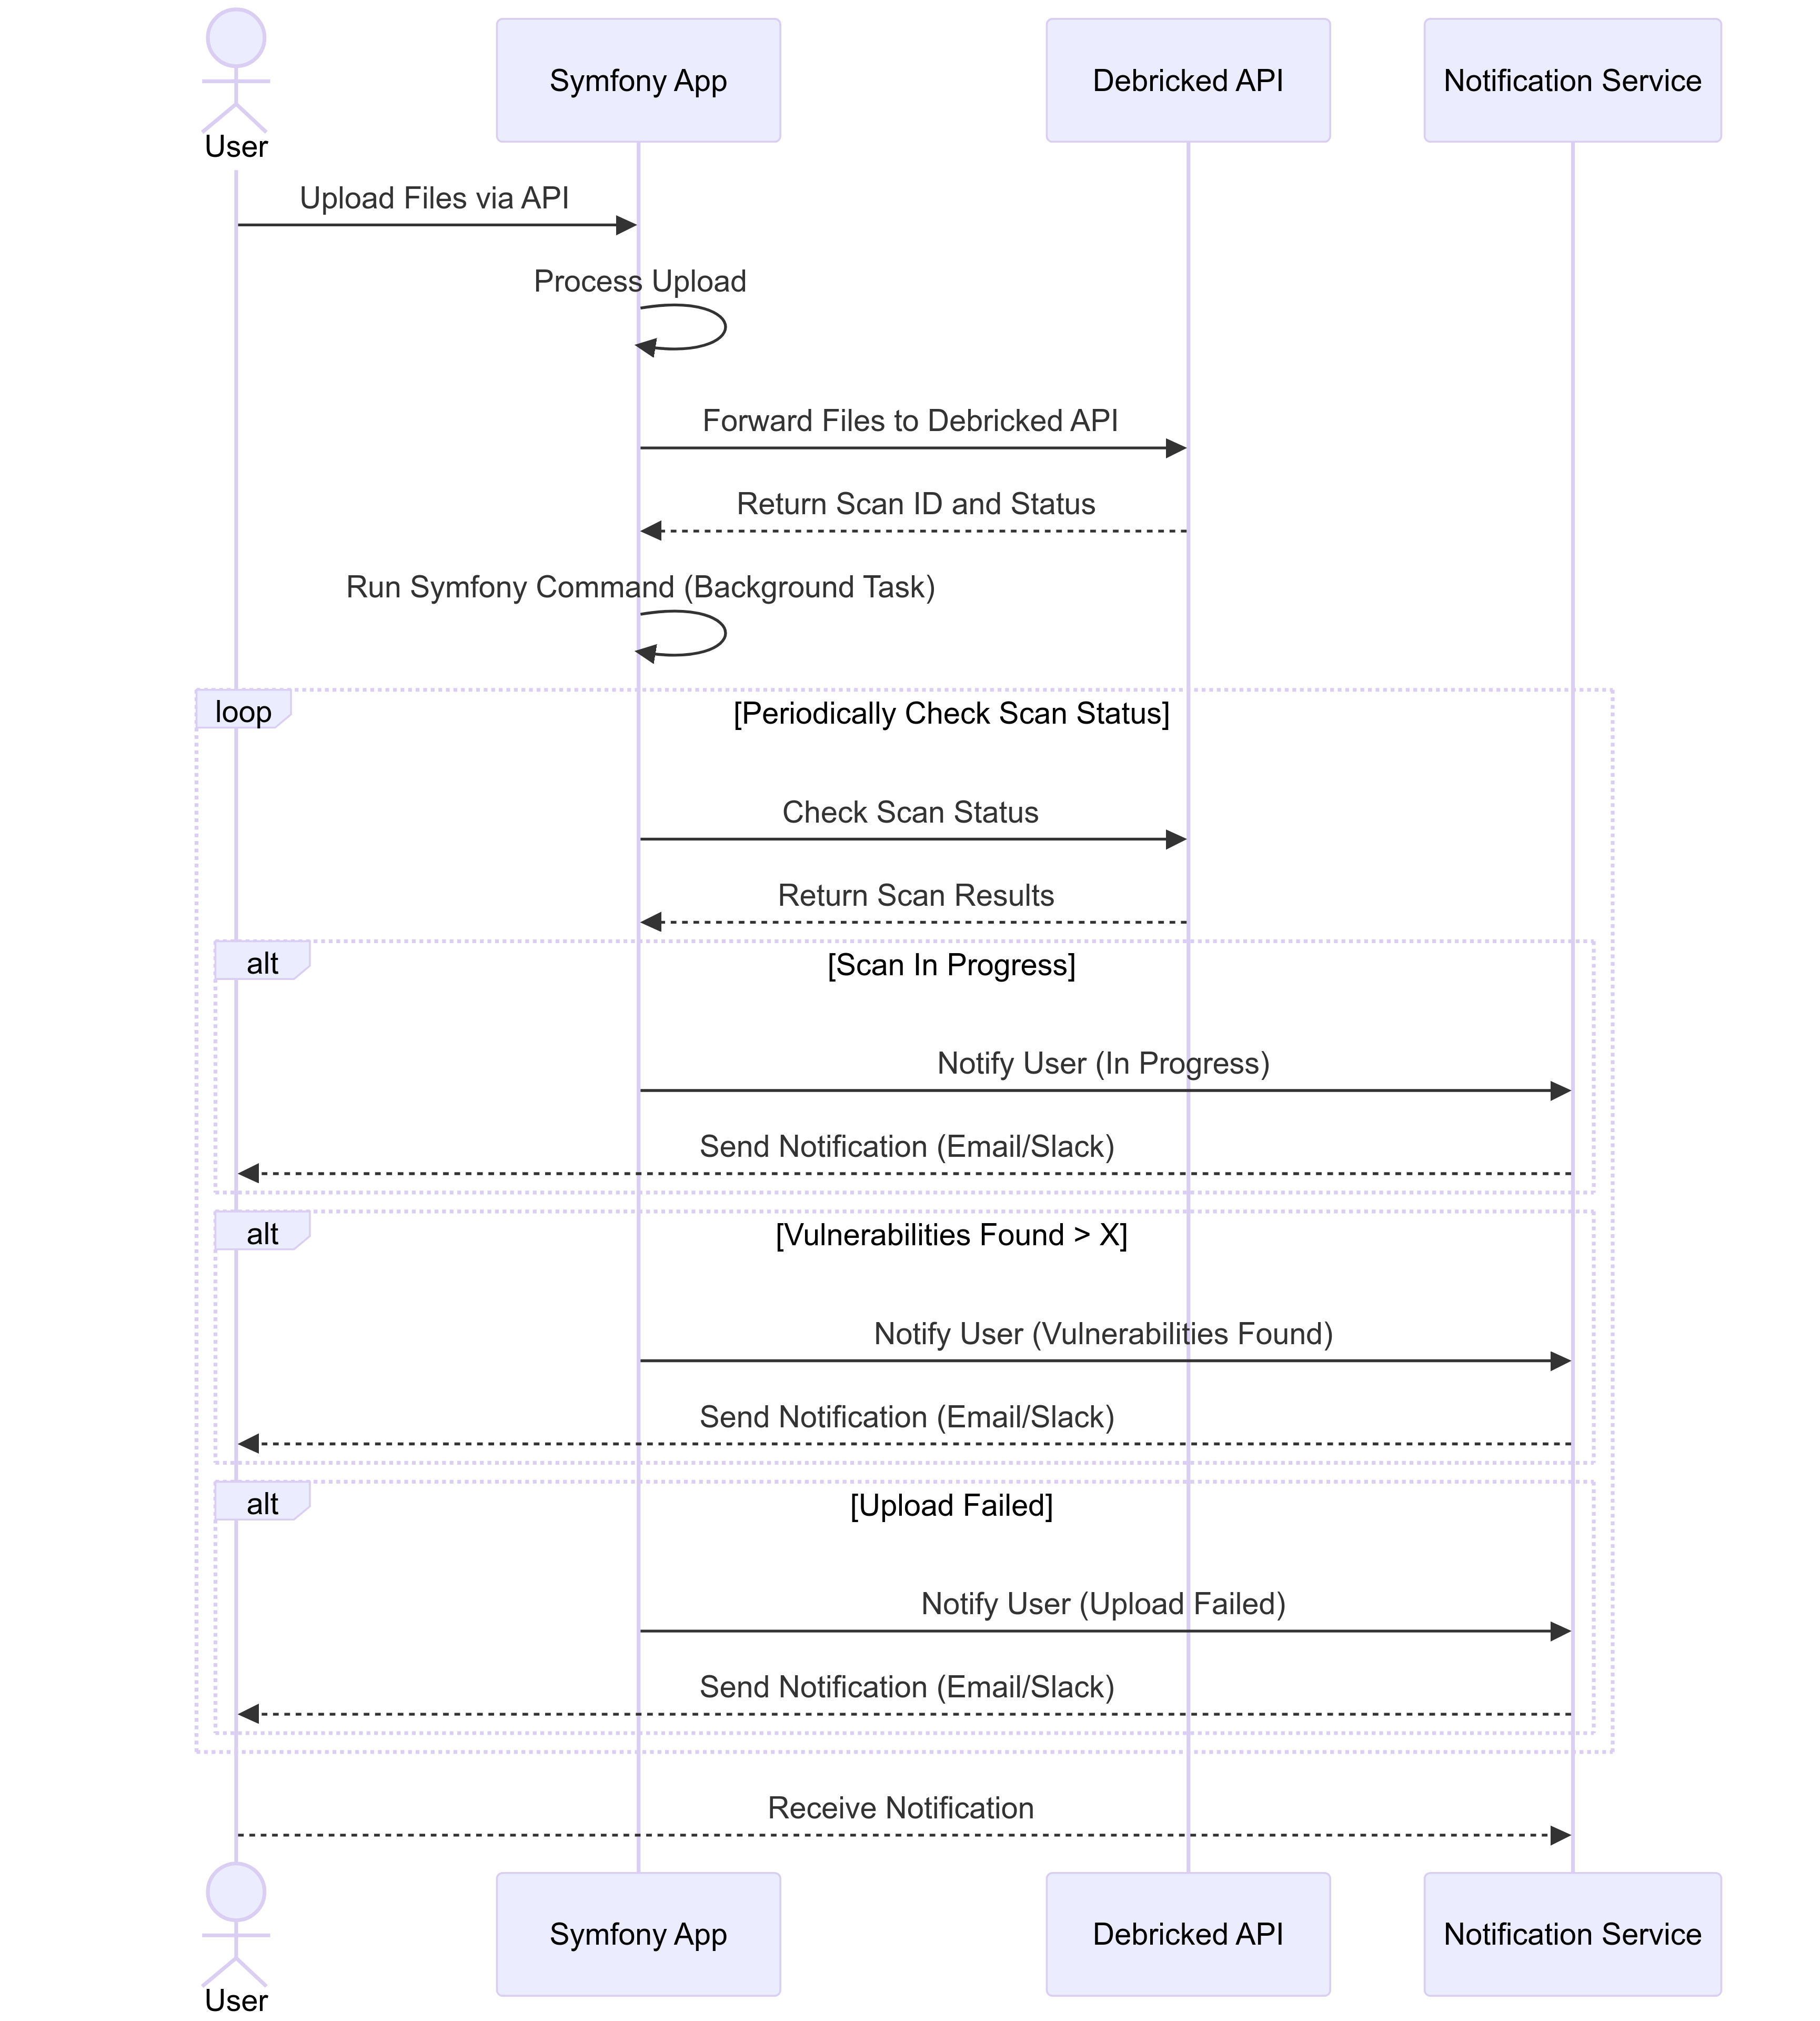 Symfony App
Debricked API
Notification Service
User
Upload Files via API
Process Upload
Forward Files to Debricked API
Return Scan ID and Status
Run Symfony Command (Background Task)
loop
[Periodically Check Scan Status]
Check Scan Status
Return Scan Results
alt
[Scan In Progress]
Notify User (In Progress)
Send Notification (Email/Slack)
alt
[Vulnerabilities Found > X]
Notify User (Vulnerabilities Found)
Send Notification (Email/Slack)
alt
[Upload Failed]
Notify User (Upload Failed)
Send Notification (Email/Slack)
Receive Notification
Symfony App
Debricked API
Notification Service
User